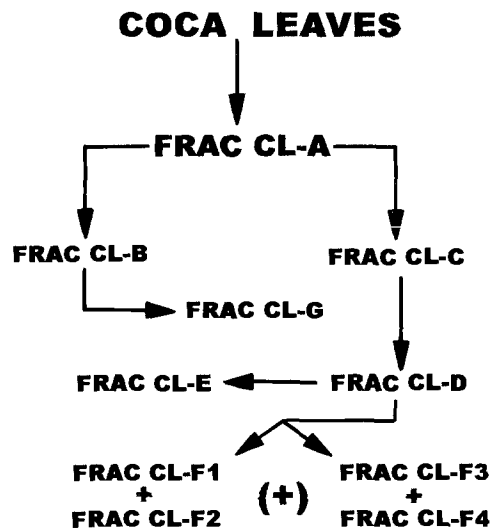 COCA LEAVES
FRAC CL-A
FRAC CL-B
FRAC CL-C
FRAC CL-G
FRAC CL-E
FRAC CL-D
FRAC CL-F1
+
FRAC CL-F2
(+)
FRAC CL-F3
+
FRAC CL-F4